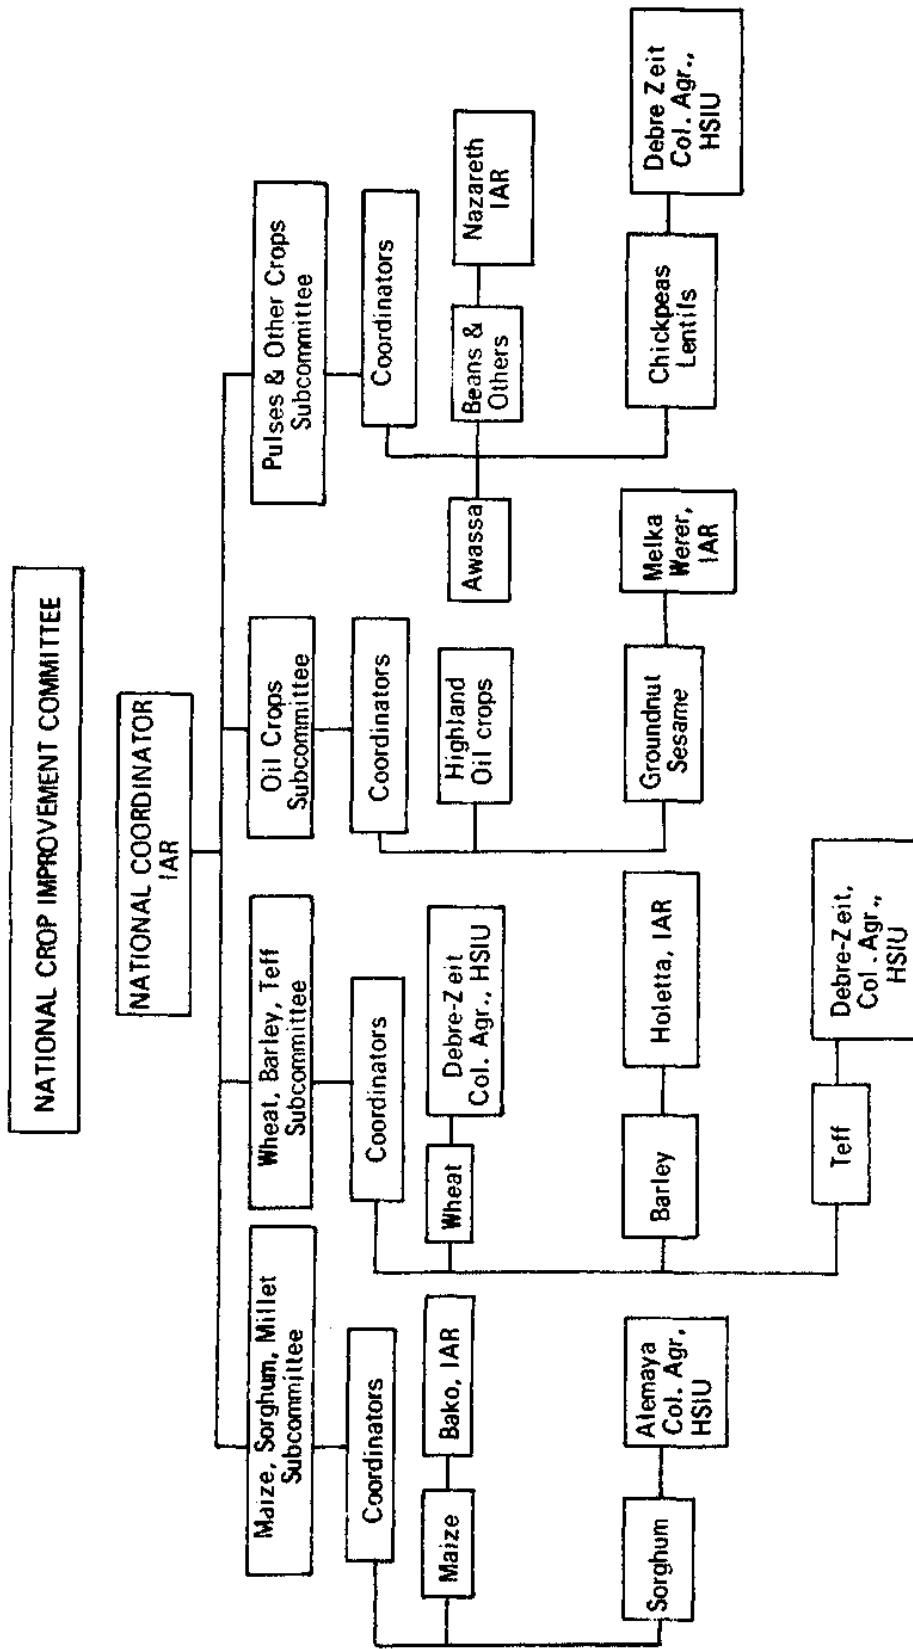 NATIONAL CROP IMPROVEMENT COMMITTEE
NATIONAL COORDINATOR
IAR
Maize, Sorghum, Millet
Subcommittee
Coordinators
Maize
Bako, IAR
Sorghum
Alemaya
Col. Agr,
HSIU
Wheat, Barley, Teff
Subcommittee
Coordinators
Wheat
Debre-Zeit
Col. Agr., HSIU
Barley
Holetta, IAR
Teff
Debre-Zeit,
Col. Agr.,
HSIU
Oil Crops
Subcommittee
Coordinators
Highland
Oil crops
Groundnut
Sesame
Melka
Werer,
IAR
Pulses & Other Crops
Subcommittee
Coordinators
Awassa
Beans &
Others
Nazareth
IAR
Chickpeas
Lentils
Debre Zeit
Col. Agr.,
HSIU